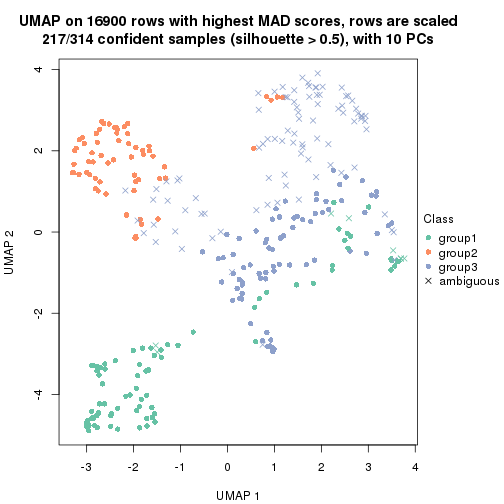 UMAP on 16900 rows with highest MAD scores, rows are scaled
217/314 confident samples (silhouette > 0.5), with 10 PCs
4
2
0
-2
-4
UMAP 2
-3 -2 -1 0 1 2 3 4
UMAP 1
Class
group1
group2
group3
ambiguous